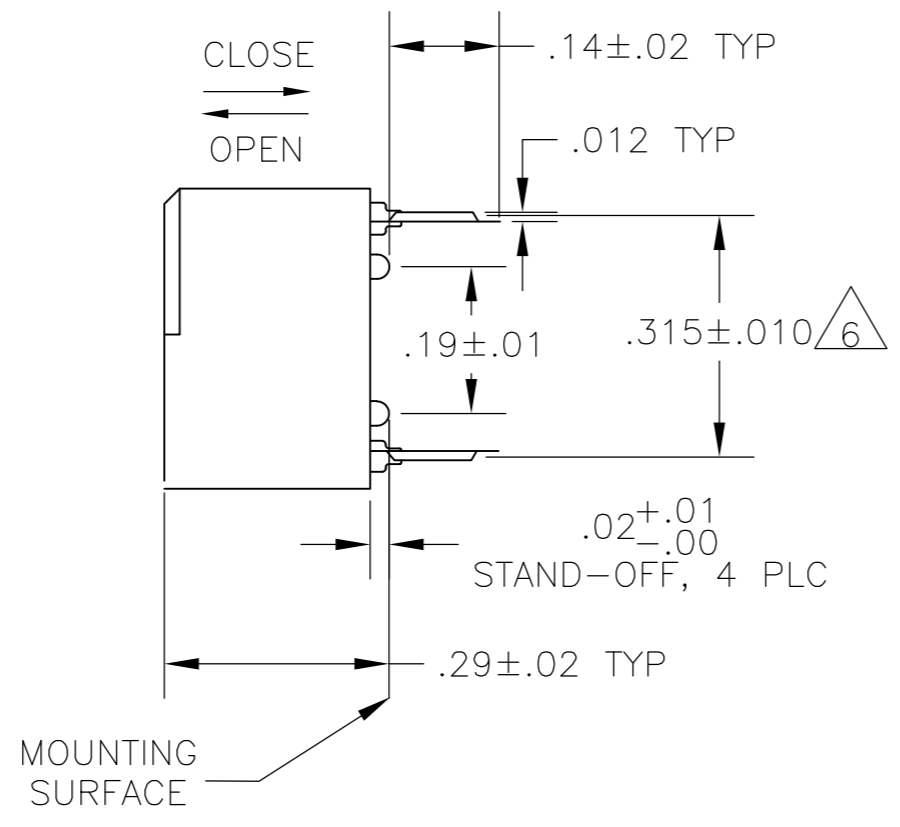 CLOSE
OPEN
.14±.02 TYP
.012 TYP
.19±.01
.315±.010 6
.02 +.01
-.00
STAND-OFF, 4 PLC
.29±.02 TYP
MOUNTING
SURFACE